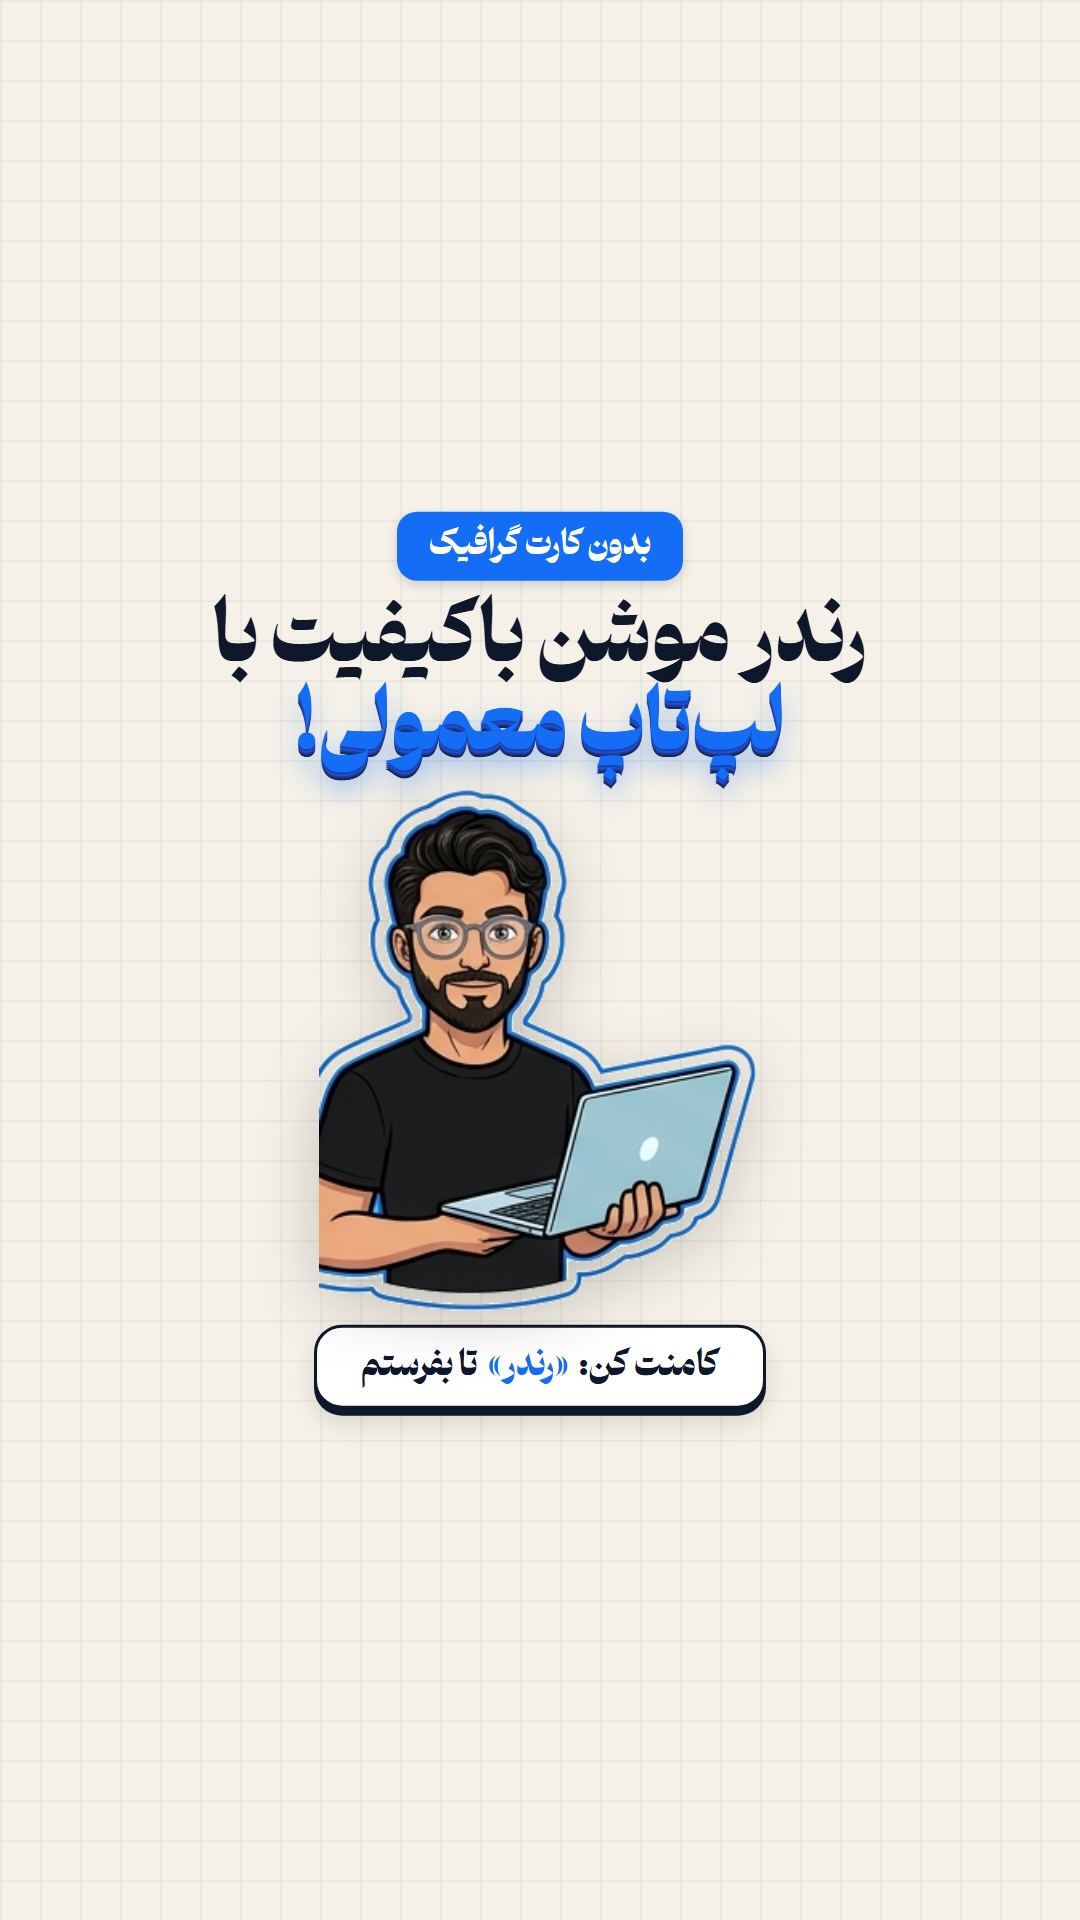 بدون کارت گرافیک
رندر موشن باکیفیت با
لپ‌تاپ معمولی!
کامنت کن: «رندر» تا بفرستم